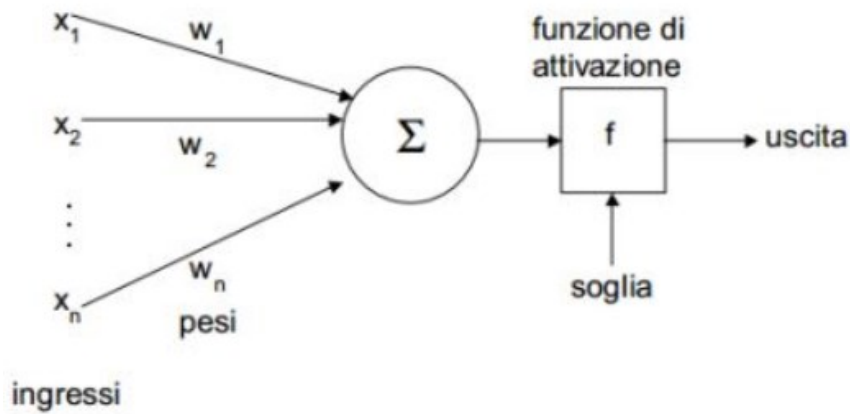 x1
w1
funzione di
attivazione
x2
w2
Σ
f
uscita
⋮
xn
wn
soglia
pesi
ingressi